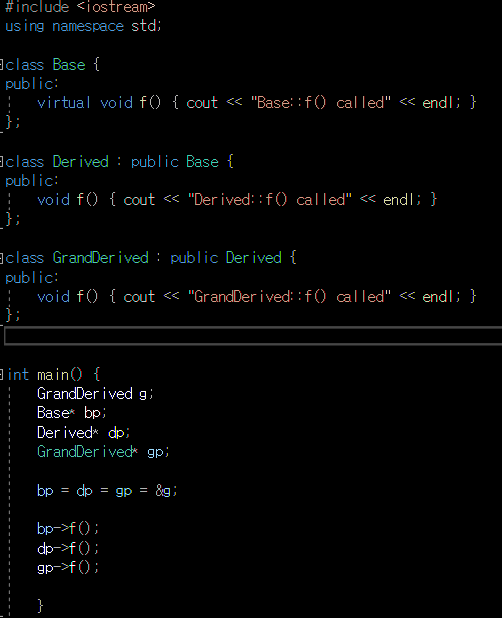 #include <iostream>
using namespace std;
class Base {
public:
virtual void f() { cout << "Base::f() called" << endl; }
};
class Derived : public Base {
public:
void f() { cout << "Derived::f() called" << endl; }
};
class GrandDerived : public Derived {
public:
void f() { cout << "GrandDerived::f() called" << endl; }
};
int main() {
GrandDerived g;
Base* bp;
Derived* dp;
GrandDerived* gp;
bp = dp = gp = &g;
bp->f();
dp->f();
gp->f();
}